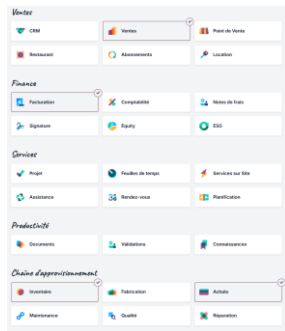 Ventes
CRM
Ventes
Point de Vente
Restaurant
Abonnements
Location
Finance
Facturation
Comptabilité
Notes de frais
Signature
Equity
ESG
Services
Projet
Feuilles de temps
Services sur Site
Assistance
Rendez-vous
Planification
Productivité
Documents
Validations
Connaissances
Chaîne d'approvisionnement
Inventaire
Fabrication
Achats
Maintenance
Qualité
Réparation